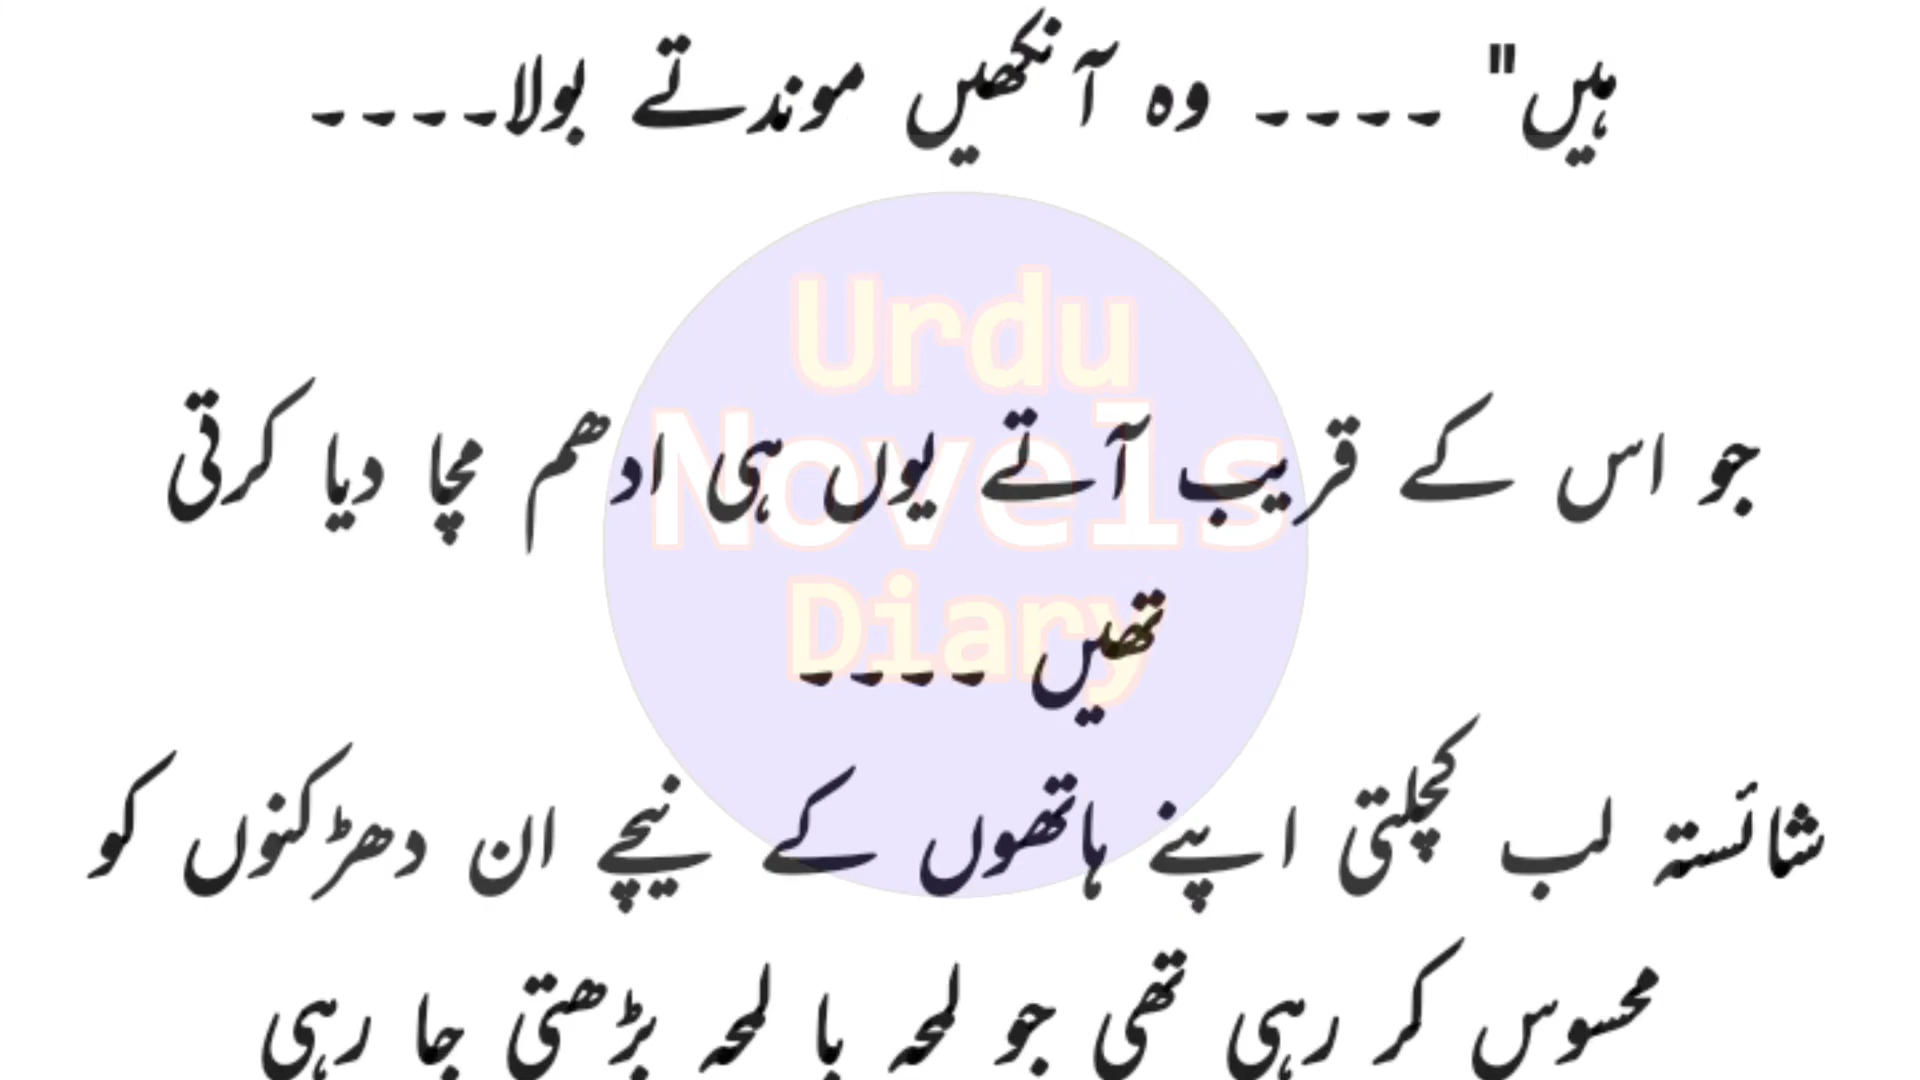 ہیں" ۔۔۔۔ وہ آنکھیں موندتے بولا۔۔۔۔
Urdu
Novels
Diary
جو اس کے قریب آتے یوں ہی ادھم مچا دیا کرتی
تھیں ۔۔۔۔
شائستہ لب کچلتی اپنے ہاتھوں کے نیچے ان دھڑکنوں کو
محسوس کر رہی تھی جو لمحہ با لمحہ بڑھتی جا رہی